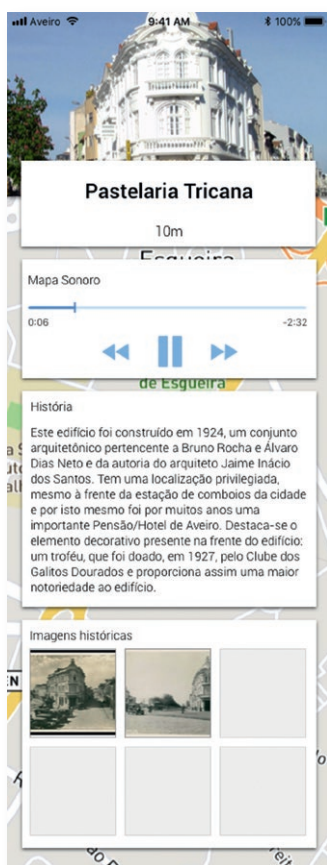 Aveiro
9:41 AM
100%
Pastelaria Tricana
10m
Esgueira
Mapa Sonoro
0:06
-2:32
de Esgueira
História
Este edifício foi construído em 1924, um conjunto
arquitetônico pertencente a Bruno Rocha e Álvaro
Dias Neto e da autoria do arquiteto Jaime Inácio
dos Santos. Tem uma localização privilegiada,
mesmo à frente da estação de comboios da cidade
e por isto mesmo foi por muitos anos uma
importante Pensão/Hotel de Aveiro. Destaca-se o
elemento decorativo presente na frente do edifício:
um troféu, que foi doado, em 1927, pelo Clube dos
Galitos Dourados e proporciona assim uma maior
notoriedade ao edifício.
Imagens históricas